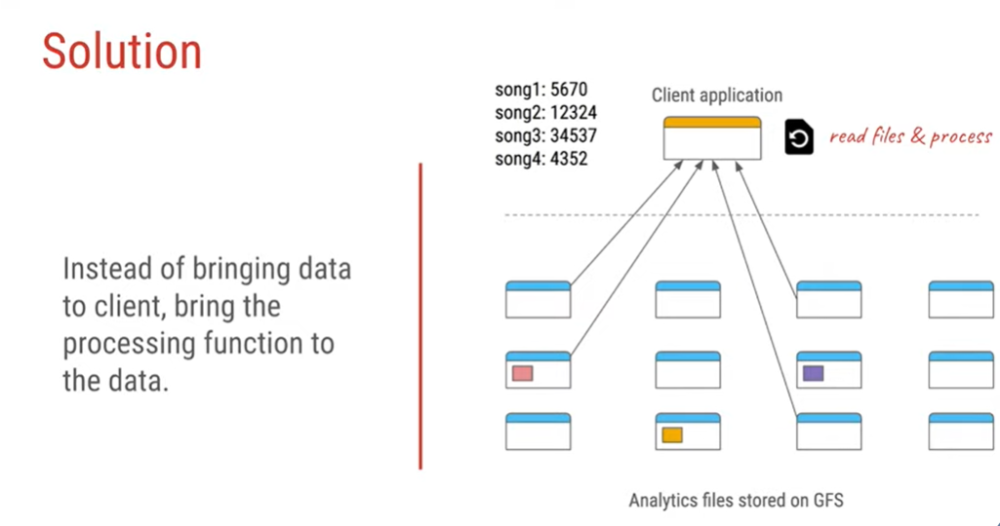 Solution
song1: 5670
song2: 12324
song3: 34537
song4: 4352
Client application
read files & process
Instead of bringing data
to client, bring the
processing function to
the data.
Analytics files stored on GFS